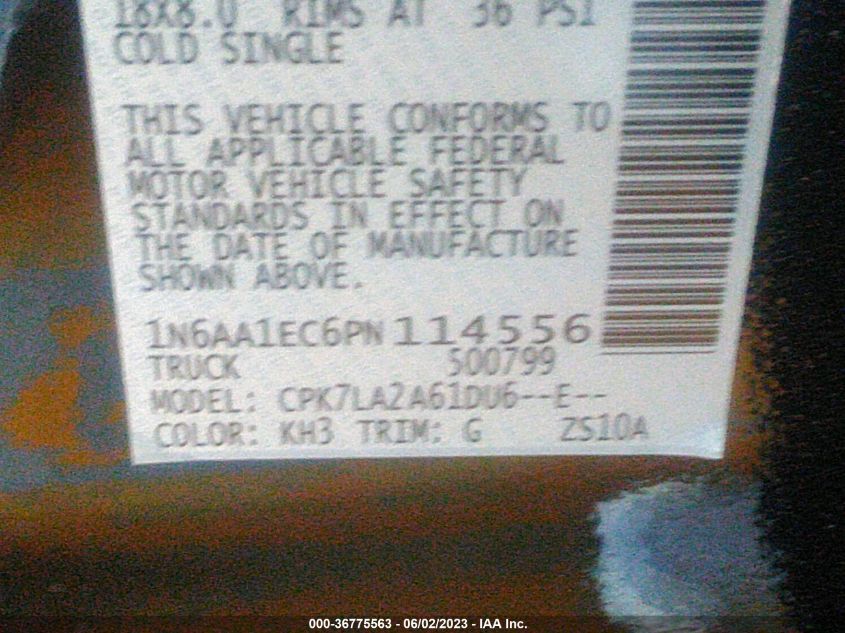 18X8.0 RIMS AT 36 PSI
COLD SINGLE
THIS VEHICLE CONFORMS TO
ALL APPLICABLE FEDERAL
MOTOR VEHICLE SAFETY
STANDARDS IN EFFECT ON
THE DATE OF MANUFACTURE
SHOWN ABOVE.
1N6AA1EC6PN114556
TRUCK 500799
MODEL: CPK7LA2A61DU6--E--
COLOR: KH3 TRIM: G ZS10A
000-36775563 - 06/02/2023 - IAA Inc.